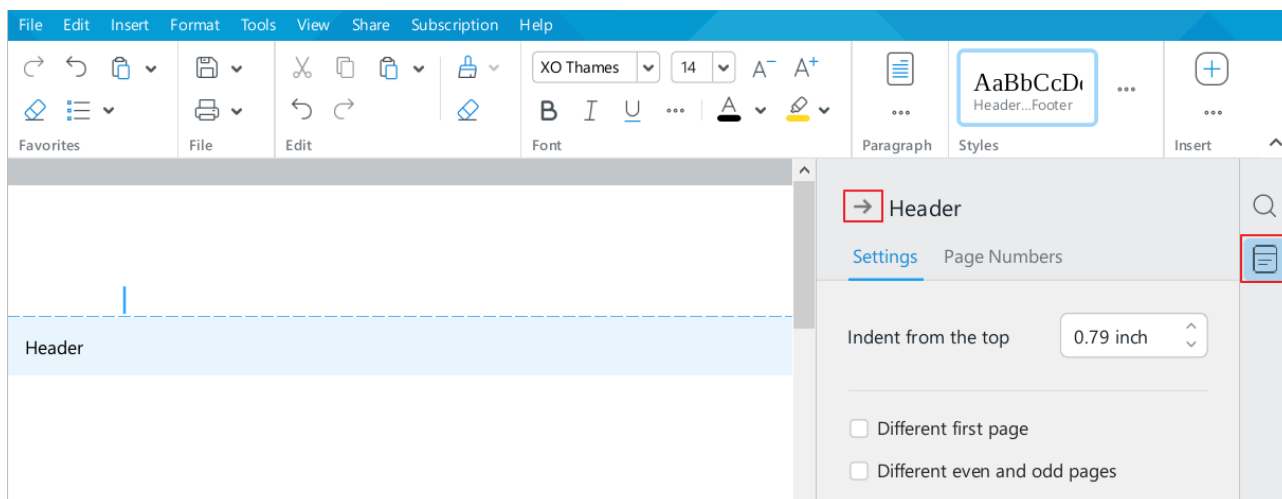 File Edit Insert Format Tools View Share Subscription Help
XO Thames 14 A− A+
AaBbCcD
Header...Footer
B I U A
Favorites File Edit Font Paragraph Styles Insert
Header
Settings Page Numbers
Indent from the top 0.79 inch
Header
Different first page
Different even and odd pages